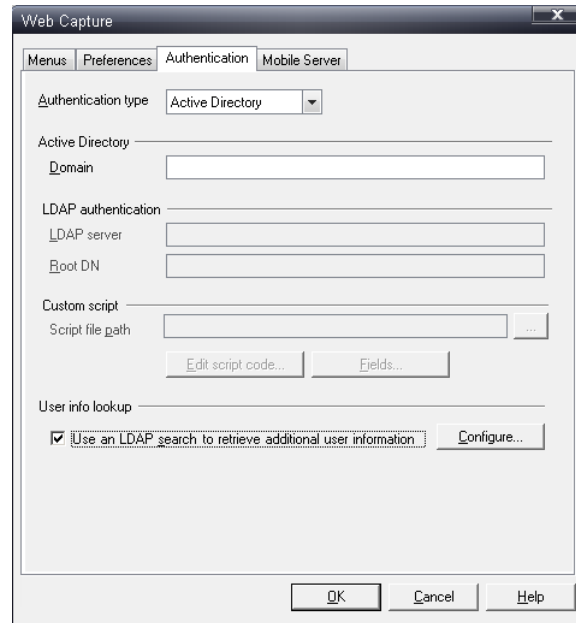 Web Capture
Menus Preferences Authentication Mobile Server
Authentication type Active Directory
Active Directory
Domain
LDAP authentication
LDAP server
Root DN
Custom script
Script file path ...
Edit script code... Fields...
User info lookup
Use an LDAP search to retrieve additional user information Configure...
OK Cancel Help